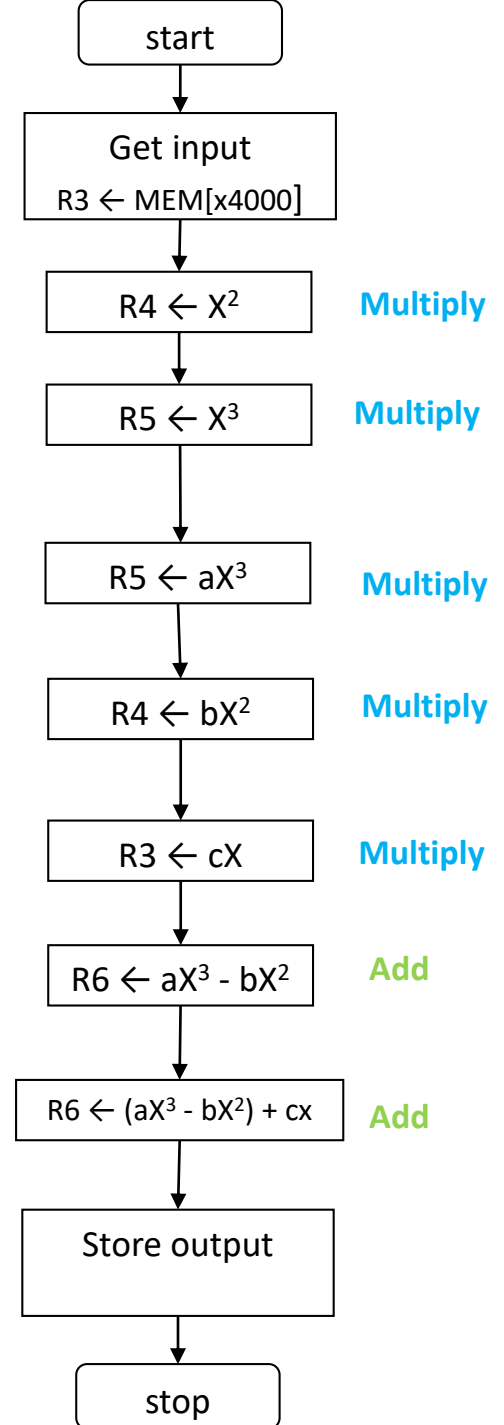 start
Get input
R3 ← MEM[x4000]
R4 ← X²
Multiply
R5 ← X³
Multiply
R5 ← aX³
Multiply
R4 ← bX²
Multiply
R3 ← cX
Multiply
R6 ← aX³ - bX²
Add
R6 ← (aX³ - bX²) + cx
Add
Store output
stop